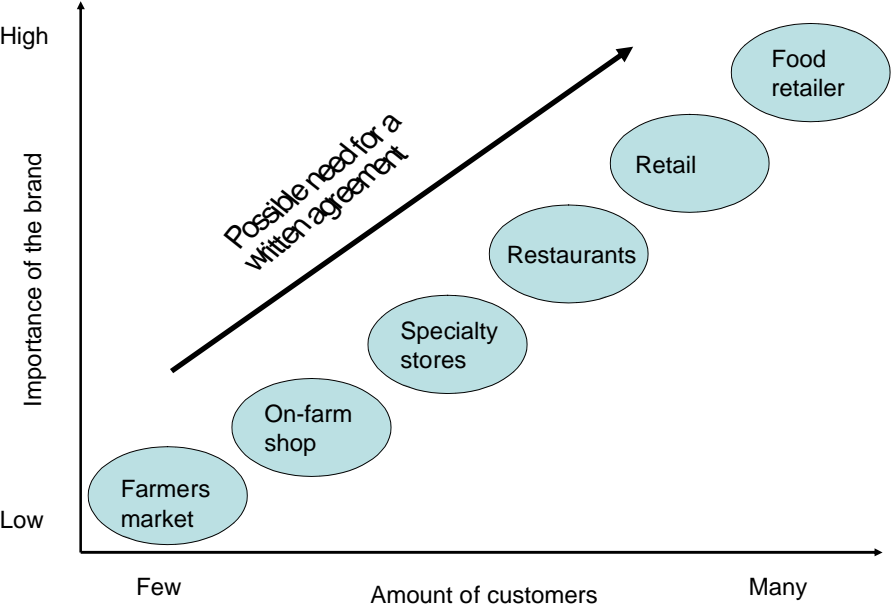 High
Food
retailer
Possible need for a
written agreement
Retail
Importance of the brand
Restaurants
Specialty
stores
On-farm
shop
Farmers
market
Low
Few
Amount of customers
Many